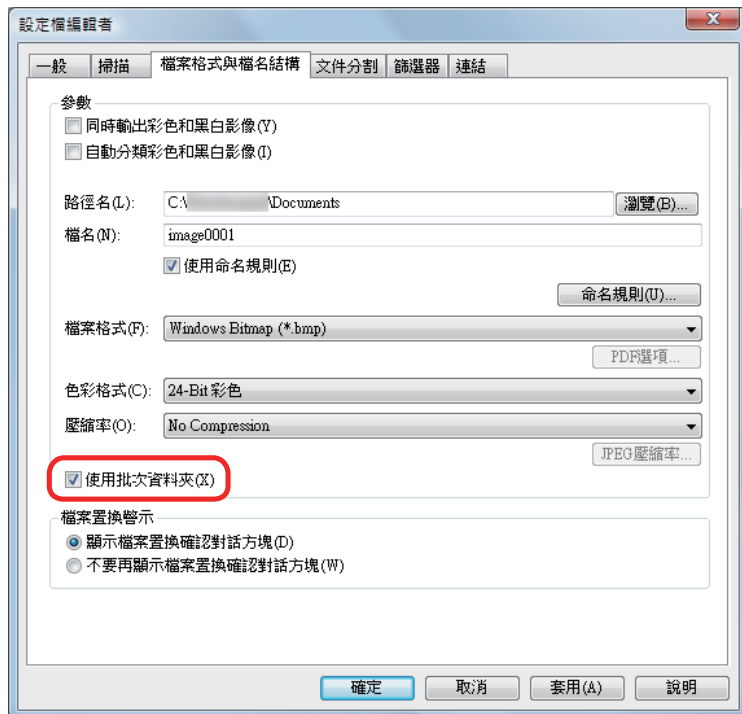 設定檔編輯者
一般 掃描 檔案格式與檔名結構 文件分割 篩選器 連結
參數
同時輸出彩色和黑白影像(Y)
自動分類彩色和黑白影像(I)
路徑名(L): C:\ \Documents 瀏覽(B)...
檔名(N): image0001
使用命名規則(E)
命名規則(U)...
檔案格式(F): Windows Bitmap (*.bmp)
PDF選項...
色彩格式(C): 24-Bit 彩色
壓縮率(O): No Compression
JPEG壓縮率...
使用批次資料夾(X)
檔案置換警示
顯示檔案置換確認對話方塊(D)
不要再顯示檔案置換確認對話方塊(W)
確定 取消 套用(A) 說明